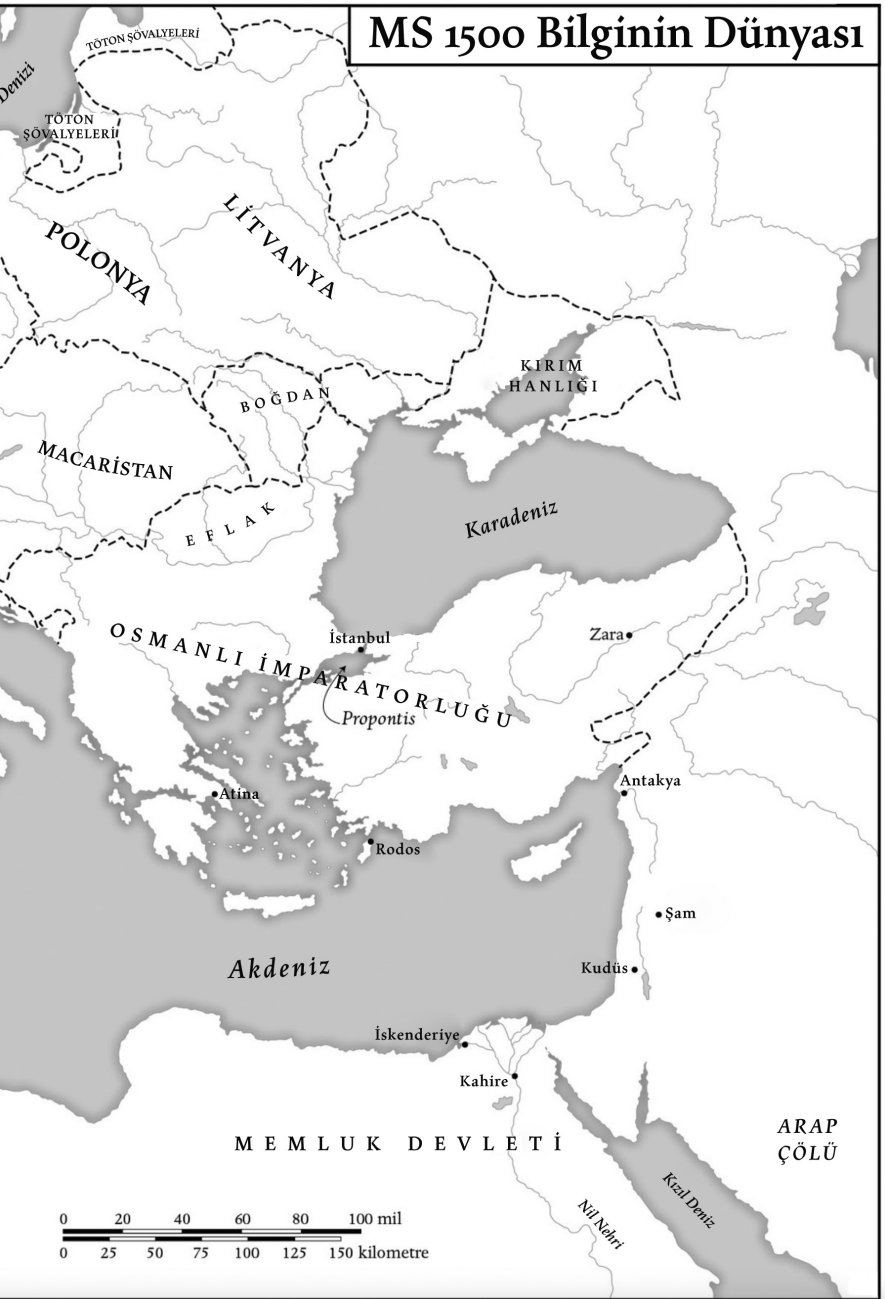 MS 1500 Bilginin Dünyası
TÖTON ŞÖVALYELERİ
Denizi
TÖTON
ŞÖVALYELERİ
LİTVANYA
POLONYA
KIRIM
HANLIĞI
BOĞDAN
MACARİSTAN
EFLAK
Karadeniz
OSMANLI İMPARATORLUĞU
İstanbul
Zara
Propontis
Antakya
Atina
Rodos
Şam
Akdeniz
Kudüs
İskenderiye
Kahire
MEMLUK DEVLETİ
ARAP
ÇÖLÜ
Kızıl Deniz
Nil Nehri
0 20 40 60 80 100 mil
0 25 50 75 100 125 150 kilometre